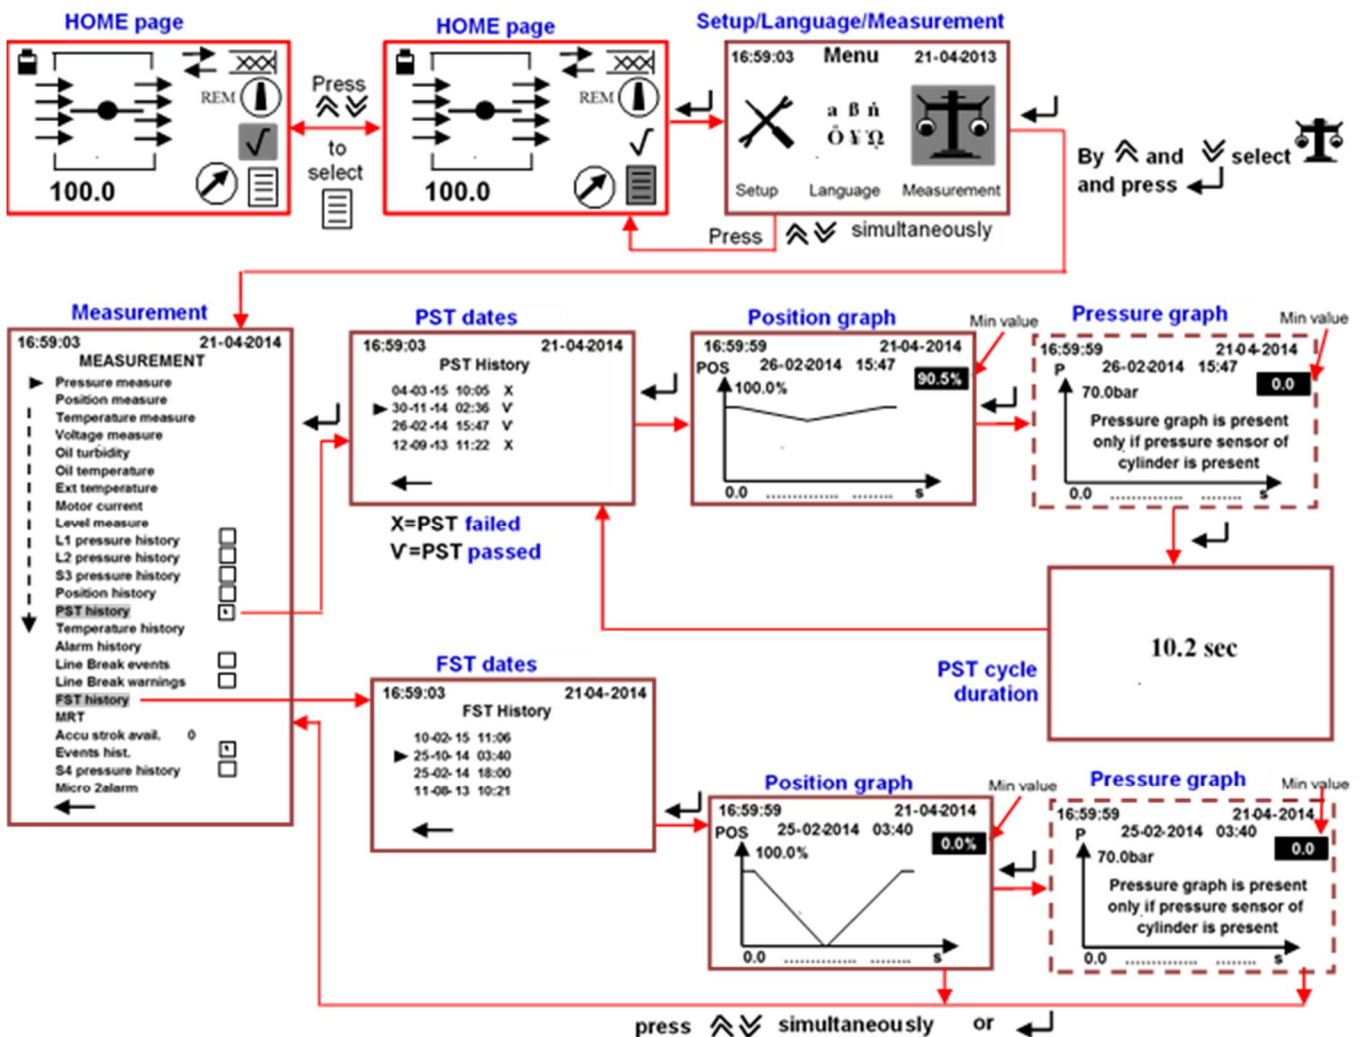 HOME page
REM
100.0
Press
to
select
HOME page
REM
100.0
Setup/Language/Measurement
16:59:03 Menu 21-04-2013
Setup Language Measurement
Press simultaneously
By and select
and press
Measurement
16:59:03 21-04-2014
MEASUREMENT
Pressure measure
Position measure
Temperature measure
Voltage measure
Oil turbidity
Oil temperature
Ext temperature
Motor current
Level measure
L1 pressure history
L2 pressure history
S3 pressure history
Position history
PST history
Temperature history
Alarm history
Line Break events
Line Break warnings
FST history
MRT
Accu strok avail. 0
Events hist.
S4 pressure history
Micro 2alarm
PST dates
16:59:03 21-04-2014
PST History
04-03-15 10:05 X
30-11-14 02:36 V
26-02-14 15:47 V
12-09-13 11:22 X
X=PST failed
V=PST passed
Position graph
Min value
16:59:59 21-04-2014
26-02-2014 15:47
POS
100.0%
90.5%
0.0 .............. ........ s
Pressure graph
Min value
16:59:59 2104-2014
26-02-2014 15:47
P
70.0bar
0.0
Pressure graph is present
only if pressure sensor of
cylinder is present
0.0 .............. ........ s
PST cycle
duration
10.2 sec
FST dates
16:59:03 2104-2014
FST History
10-02-15 11:06
25-10-14 03:40
25-02-14 18:00
11-08-13 10:21
Position graph
Min value
16:59:59 21-04-2014
25-02-2014 03:40
POS
100.0%
0.0%
0.0 .............. ........ s
Pressure graph
Min value
16:59:59 2104-2014
25-02-2014 03:40
P
70.0bar
0.0
Pressure graph is present
only if pressure sensor of
cylinder is present
0.0 .............. ........ s
press simultaneously or